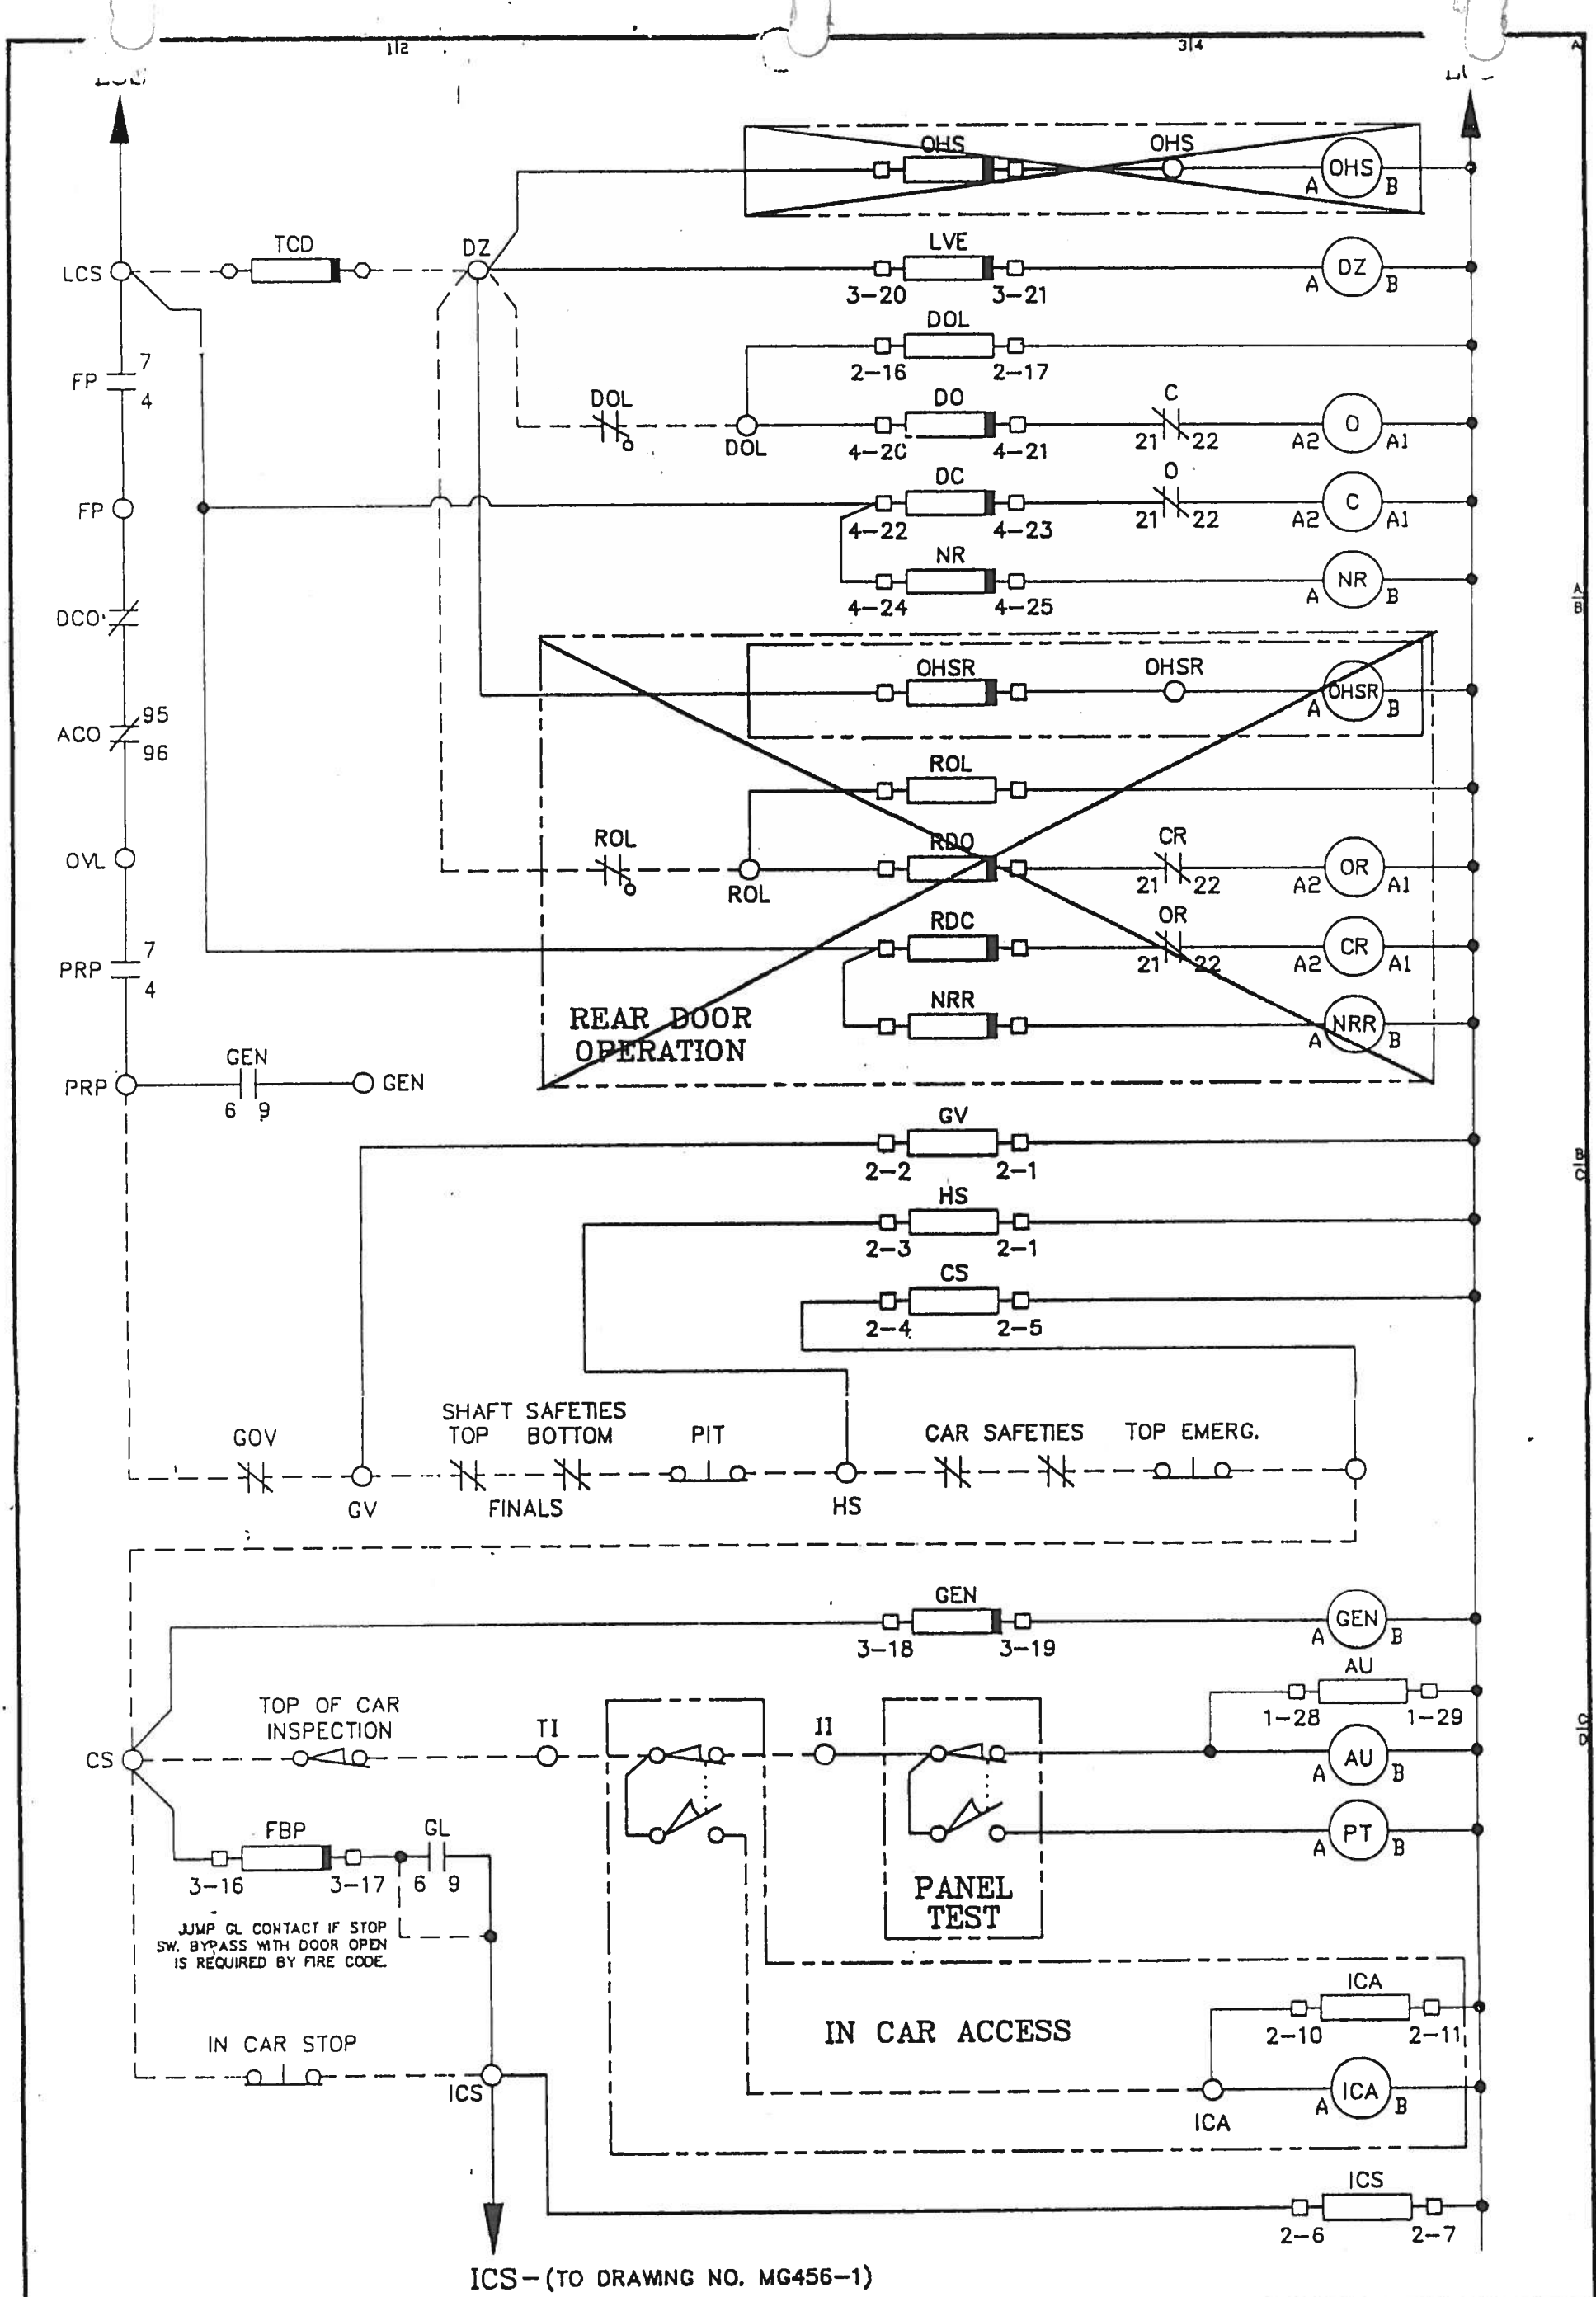 1|2
3|4
A
OHS
OHS
OHS
A B
TCD
DZ
LCS
LVE
DZ
3-20 3-21
A B
DOL
2-16 2-17
7
FP
4
DOL
DOL
DO
C
O
4-20 4-21
21 22
A2 A1
DC
O
C
4-22 4-23
21 22
A2 A1
FP
NR
NR
4-24 4-25
A B
A
B
DCO
OHSR
OHSR
OHSR
A B
ACO
95
96
ROL
ROL
ROL
RDO
CR
OR
21 22
A2 A1
OVL
RDC
OR
CR
21 22
A2 A1
PRP
7
4
NRR
NRR
A B
REAR DOOR
OPERATION
PRP
GEN
6 9
GEN
GV
2-2 2-1
B
C
HS
2-3 2-1
CS
2-4 2-5
GOV
SHAFT SAFETIES
TOP BOTTOM
PIT
CAR SAFETIES
TOP EMERG.
GV
FINALS
HS
GEN
GEN
3-18 3-19
A B
AU
1-28 1-29
TOP OF CAR
INSPECTION
TI
II
CS
AU
A B
C
D
FBP
GL
3-16 3-17
6 9
PT
A B
PANEL
TEST
JUMP GL CONTACT IF STOP
SW. BYPASS WITH DOOR OPEN
IS REQUIRED BY FIRE CODE.
ICA
2-10 2-11
IN CAR ACCESS
IN CAR STOP
ICS
ICA
ICA
A B
ICS
2-6 2-7
ICS-(TO DRAWING NO. MG456-1)